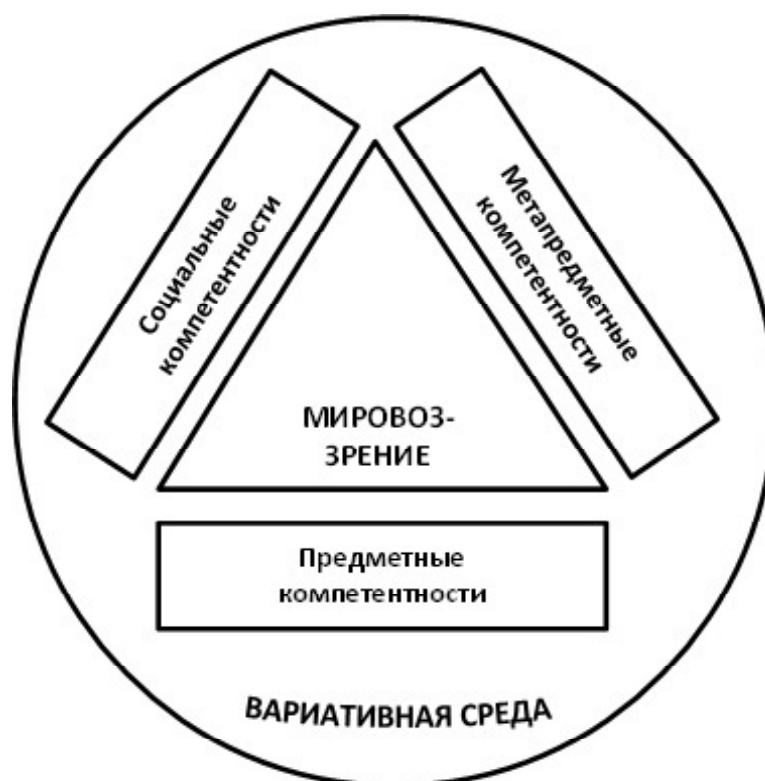 Социальные
компетентности
Метапредметные
компетентности
МИРОВОЗ-
ЗРЕНИЕ
Предметные
компетентности
ВАРИАТИВНАЯ СРЕДА